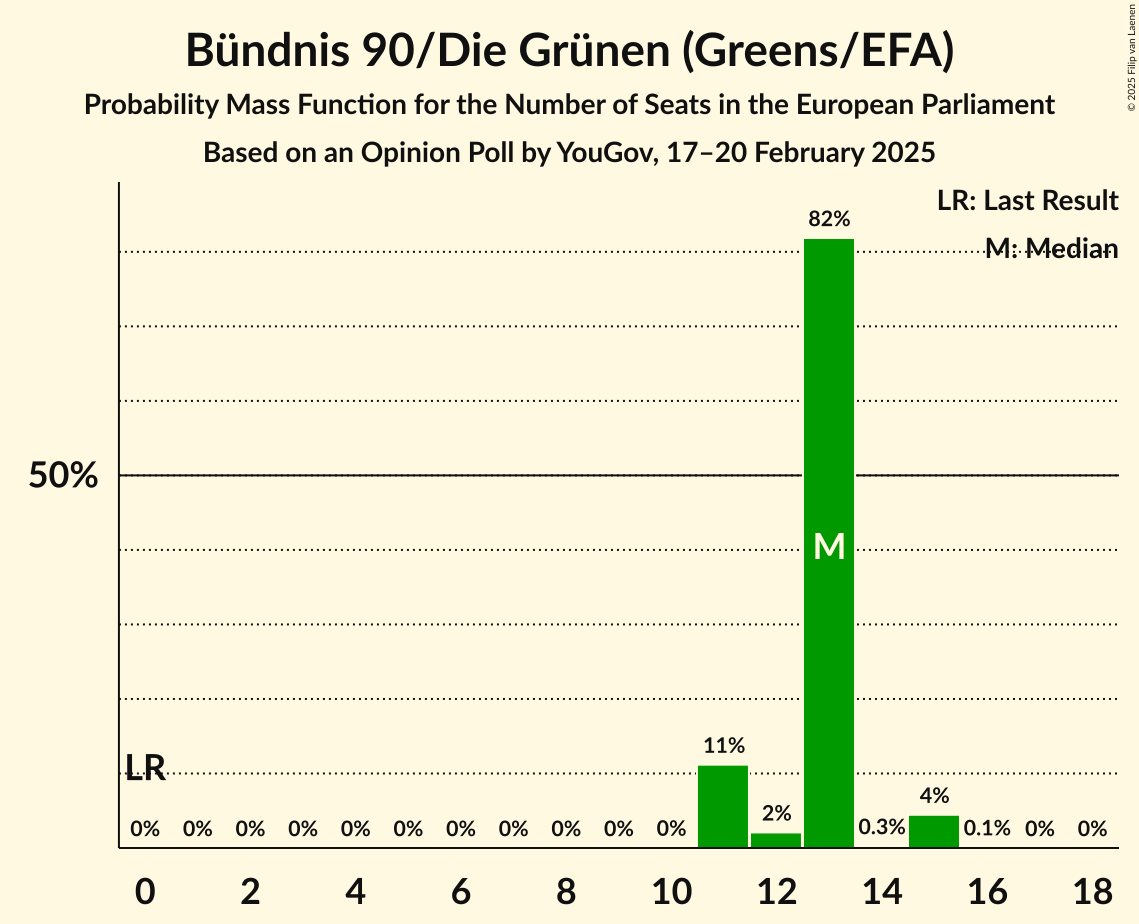 Bündnis 90/Die Grünen (Greens/EFA)
Probability Mass Function for the Number of Seats in the European Parliament
Based on an Opinion Poll by YouGov, 17–20 February 2025
© 2025 Filip van Laenen
LR: Last Result
M: Median
82%
50%
M
11%
LR
4%
2%
0% 0% 0% 0% 0% 0% 0% 0% 0% 0% 0% 0.3% 0.1% 0% 0%
0 2 4 6 8 10 12 14 16 18